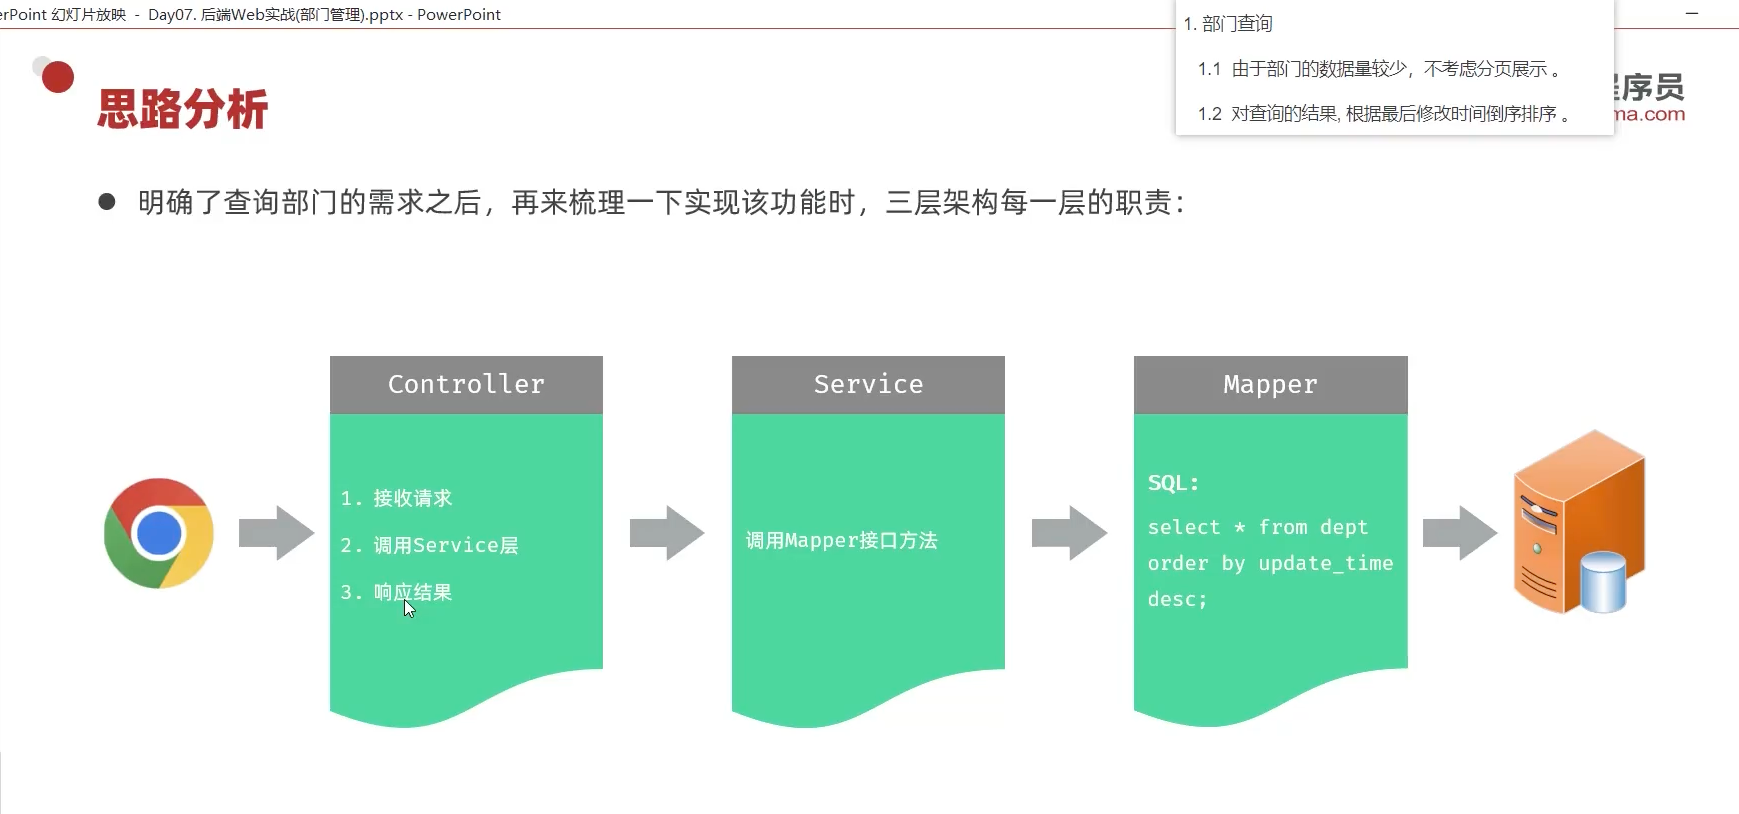 erPoint 幻灯片放映 - Day07. 后端Web实战(部门管理).pptx - PowerPoint
1. 部门查询
1.1 由于部门的数据量较少，不考虑分页展示 。
1.2 对查询的结果, 根据最后修改时间倒序排序 。
程序员
ma.com
思路分析
● 明确了查询部门的需求之后，再来梳理一下实现该功能时，三层架构每一层的职责：
Controller
1. 接收请求
2. 调用Service层
3. 响应结果
Service
调用Mapper接口方法
Mapper
SQL:
select * from dept
order by update_time
desc;